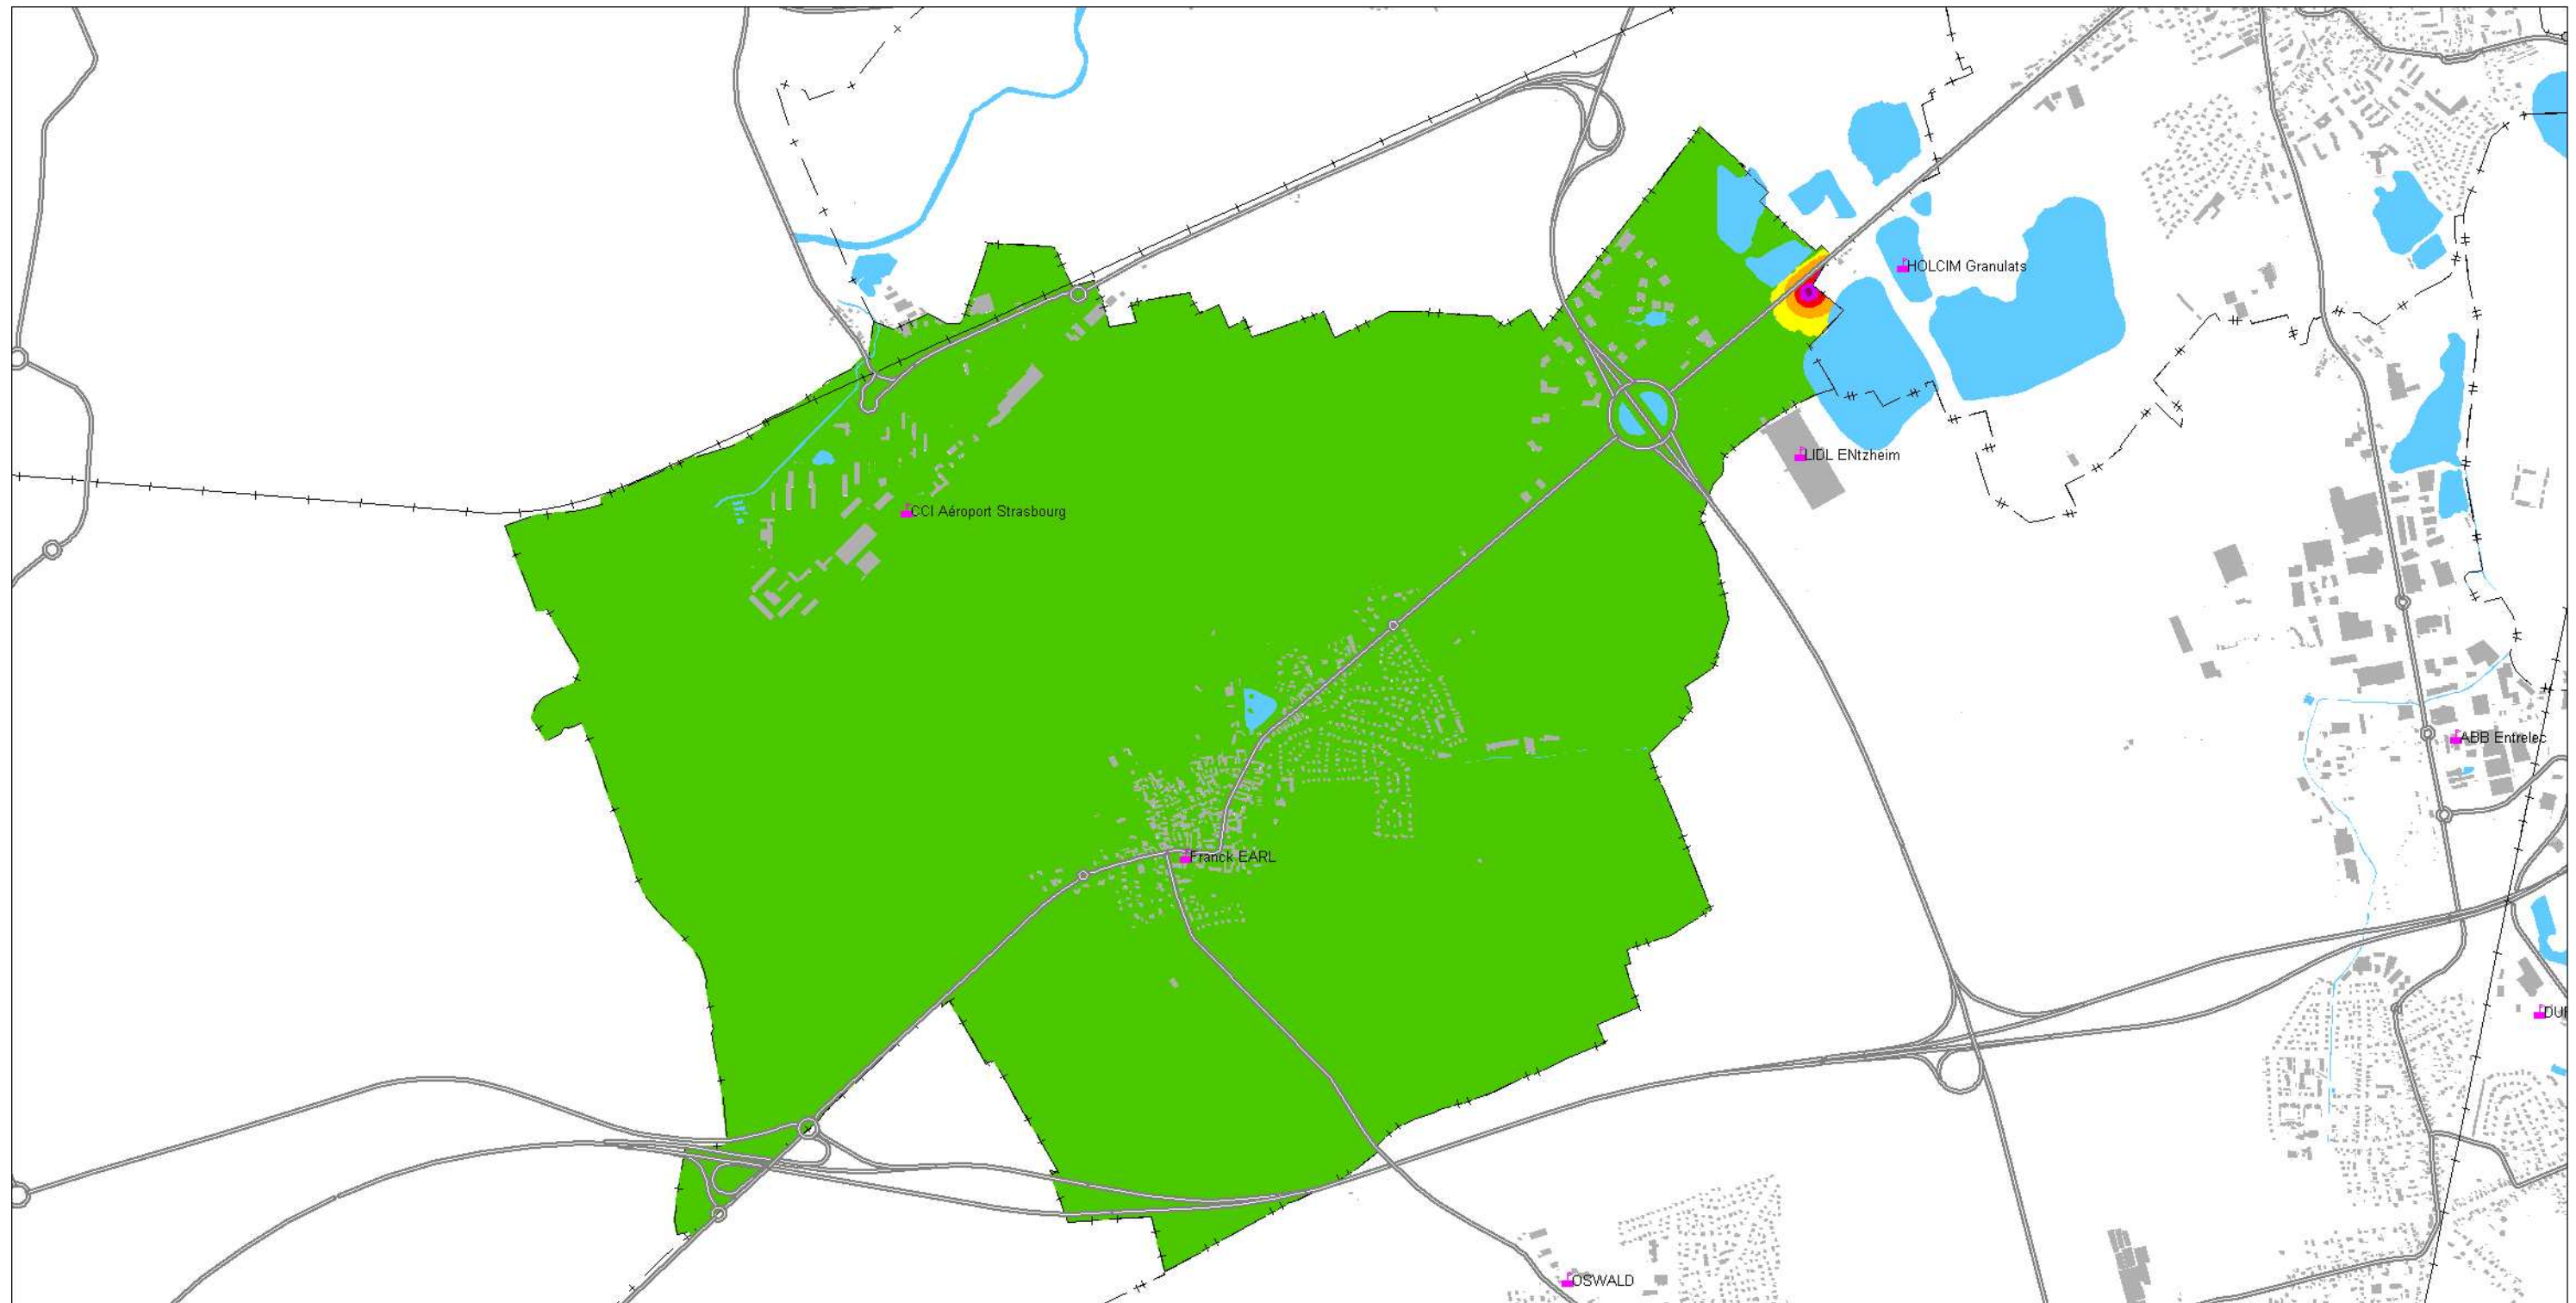 HOLCIM Granulats
LIDL ENtzheim
CCI Aéroport Strasbourg
ABB Entrelec
Franck EARL
OSWALD